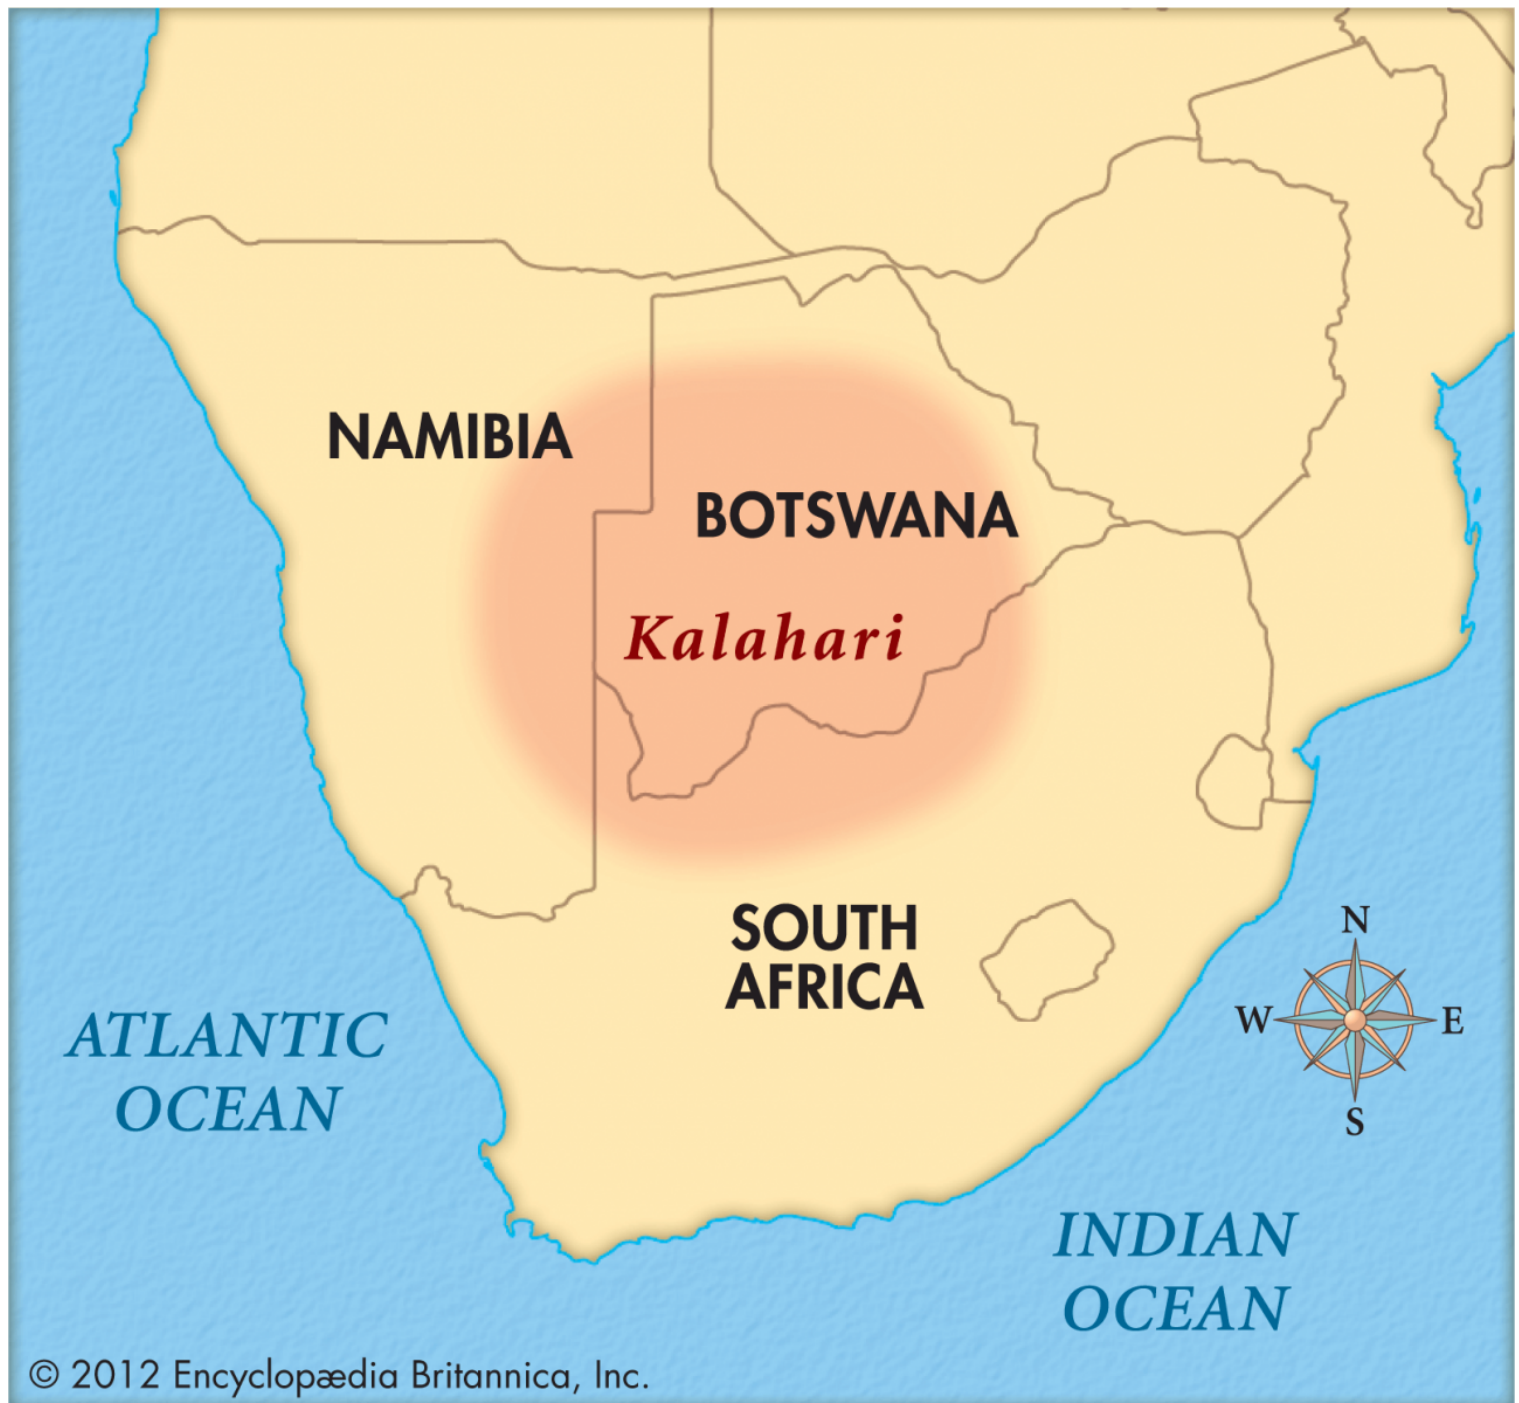 NAMIBIA
BOTSWANA
Kalahari
SOUTH
AFRICA
N
W
E
S
ATLANTIC
OCEAN
INDIAN
OCEAN
© 2012 Encyclopædia Britannica, Inc.